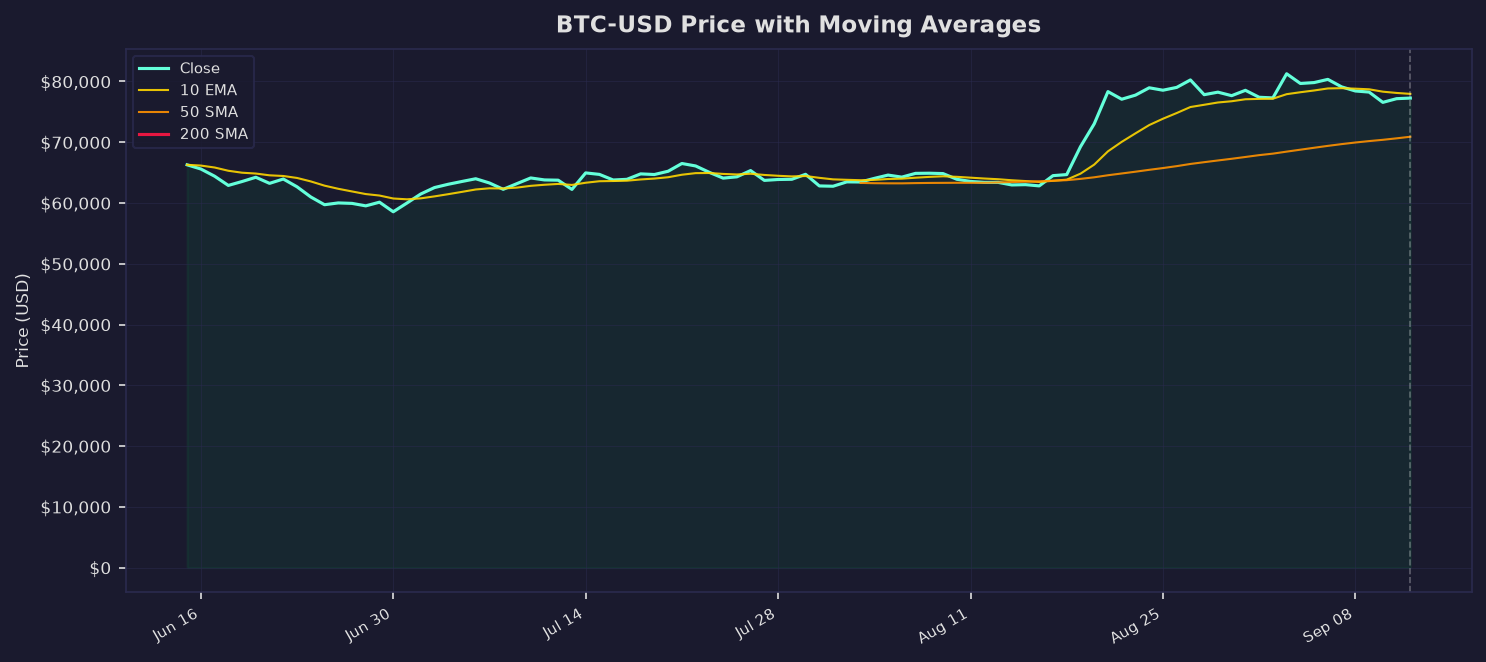 BTC-USD Price with Moving Averages
Close
10 EMA
50 SMA
200 SMA
Price (USD)
$80,000
$70,000
$60,000
$50,000
$40,000
$30,000
$20,000
$10,000
$0
Jun 16
Jun 30
Jul 14
Jul 28
Aug 11
Aug 25
Sep 08